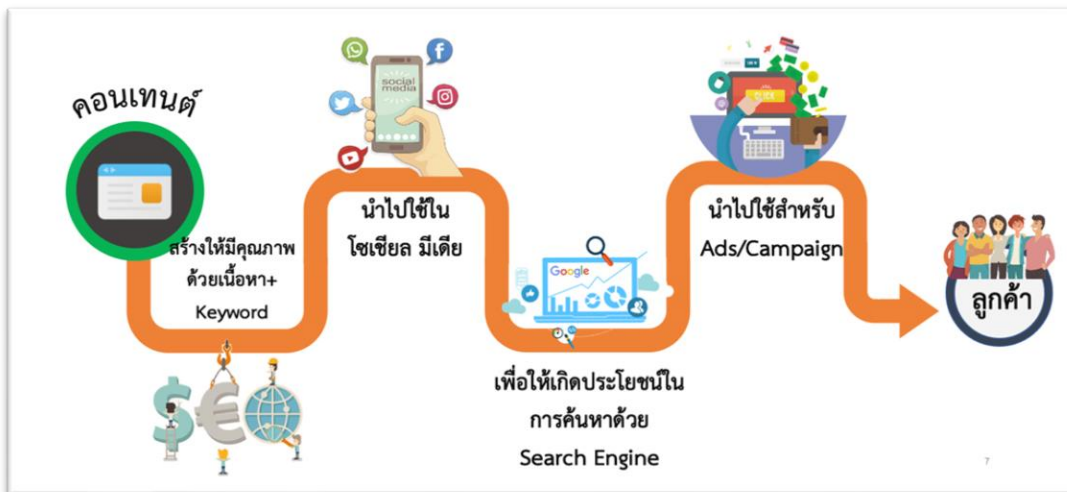 คอนเทนต์
สร้างให้มีคุณภาพ
ด้วยเนื้อหา+
Keyword
$€
social
media
นำไปใช้ใน
โซเชียล มีเดีย
Google
เพื่อให้เกิดประโยชน์ใน
การค้นหาด้วย
Search Engine
CLICK
นำไปใช้สำหรับ
Ads/Campaign
ลูกค้า
7